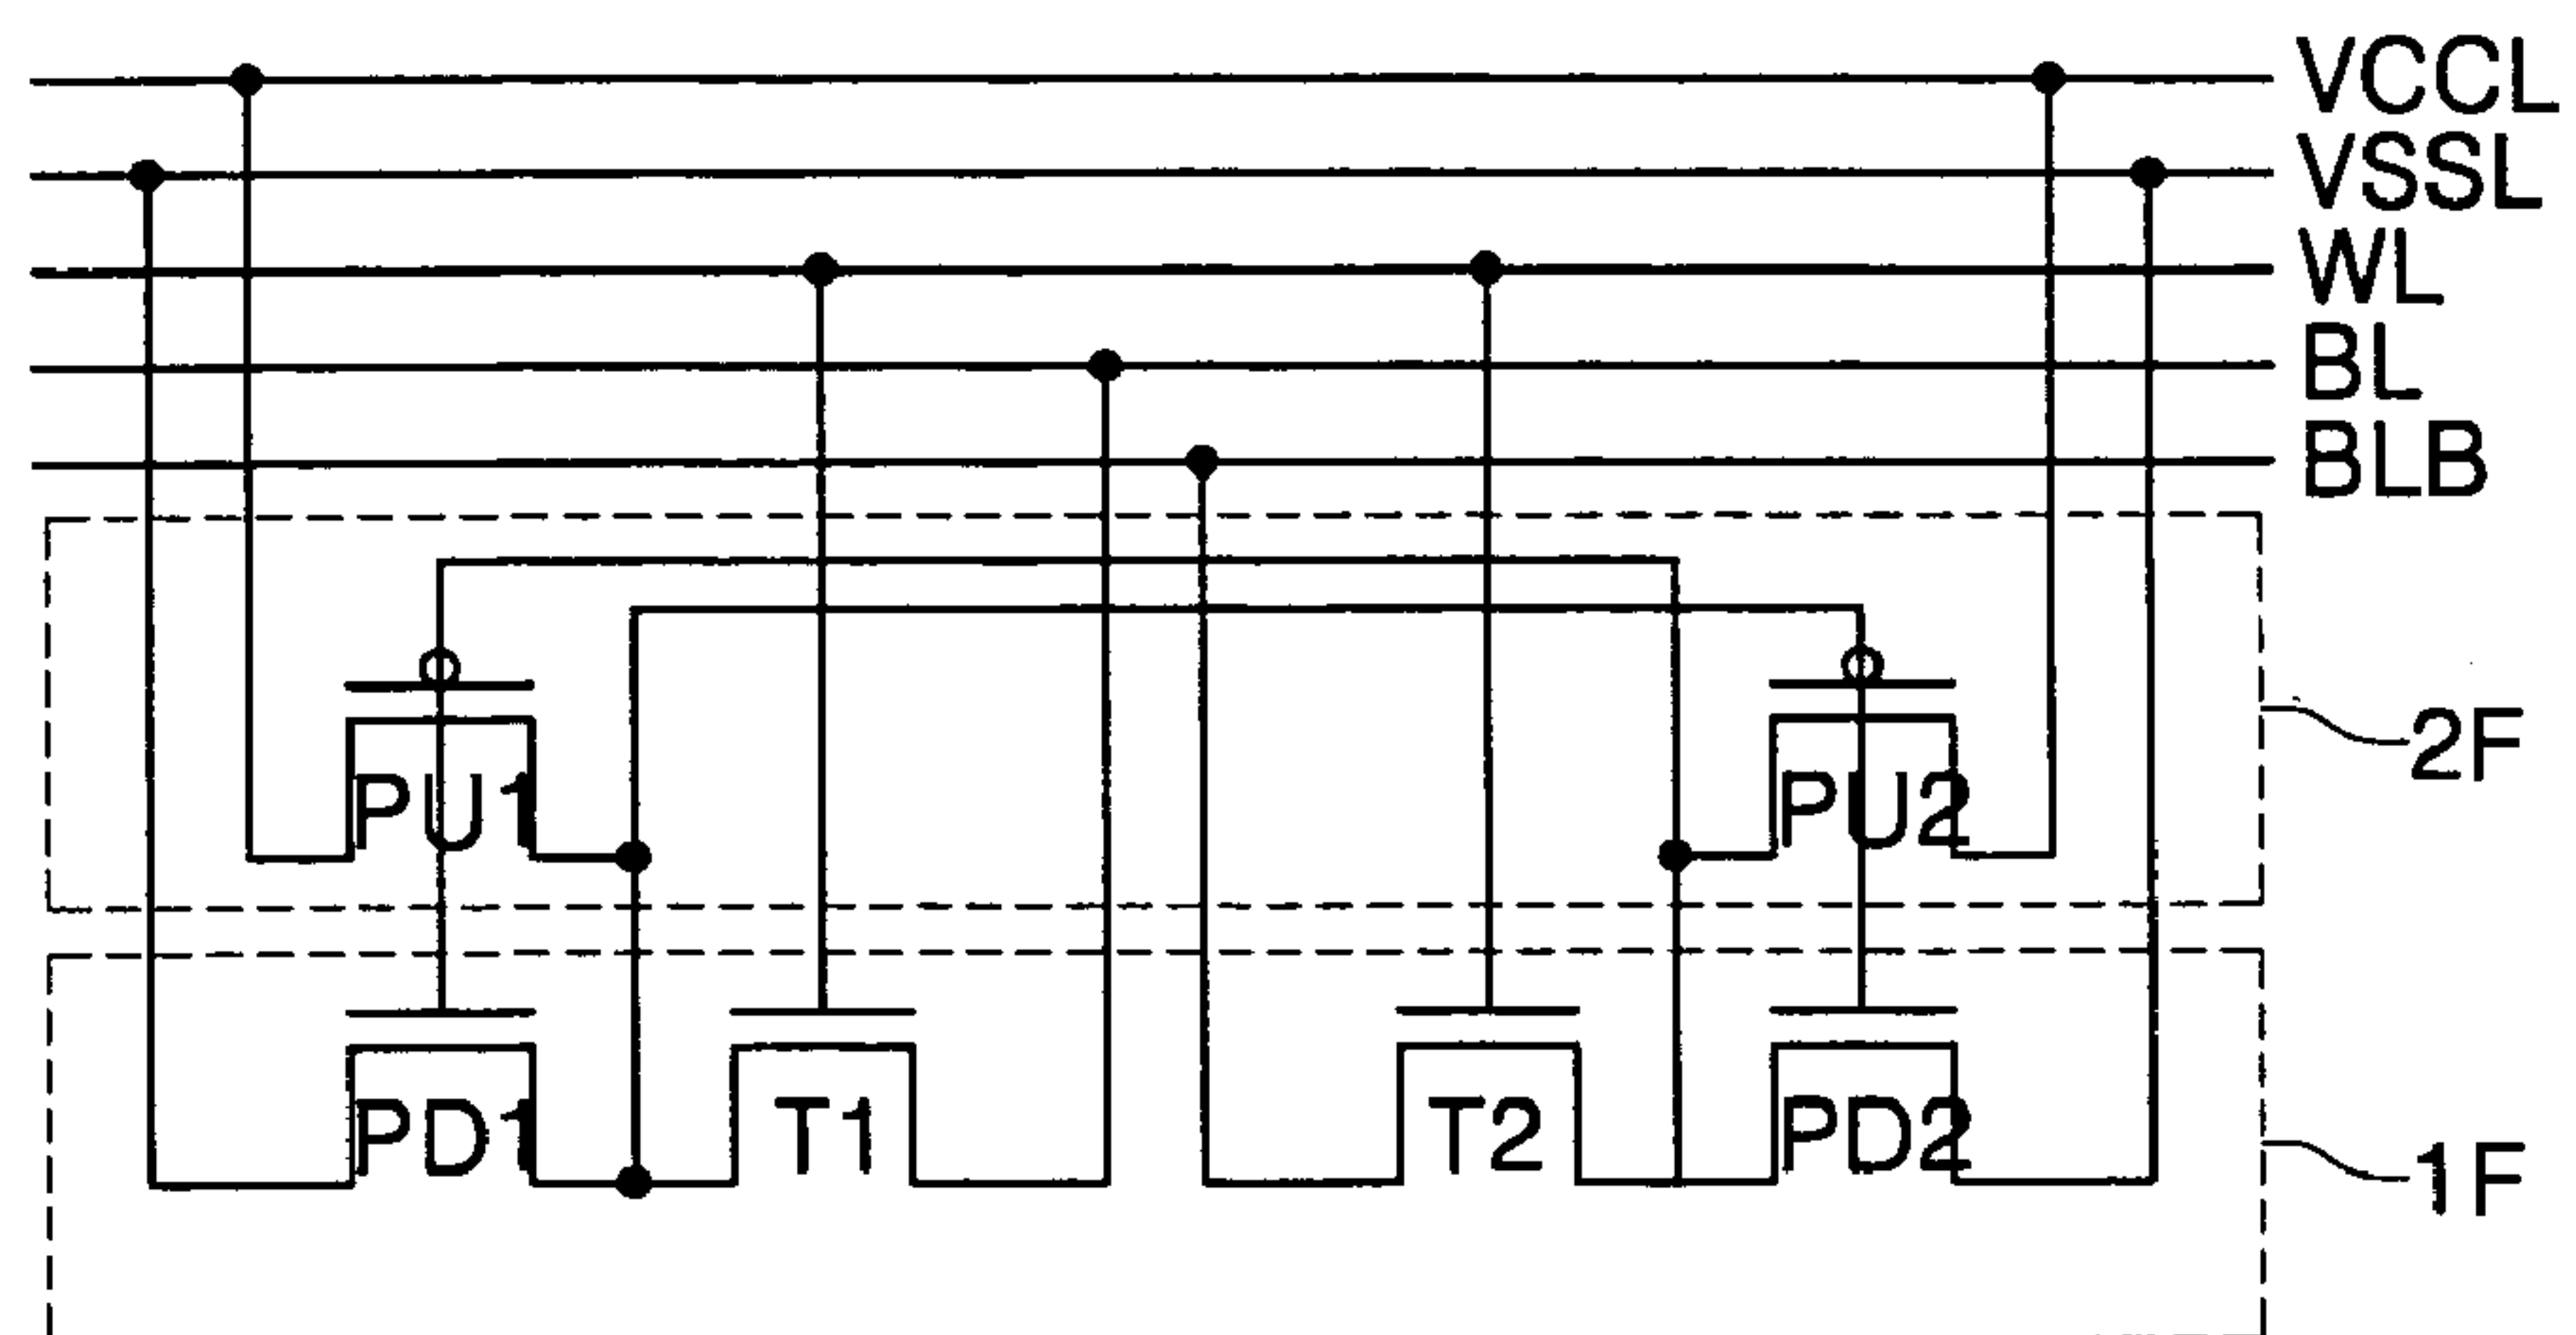 VCCL
VSSL
WL
BL
BLB
PU1
PU2
2F
PD1
T1
T2
PD2
1F